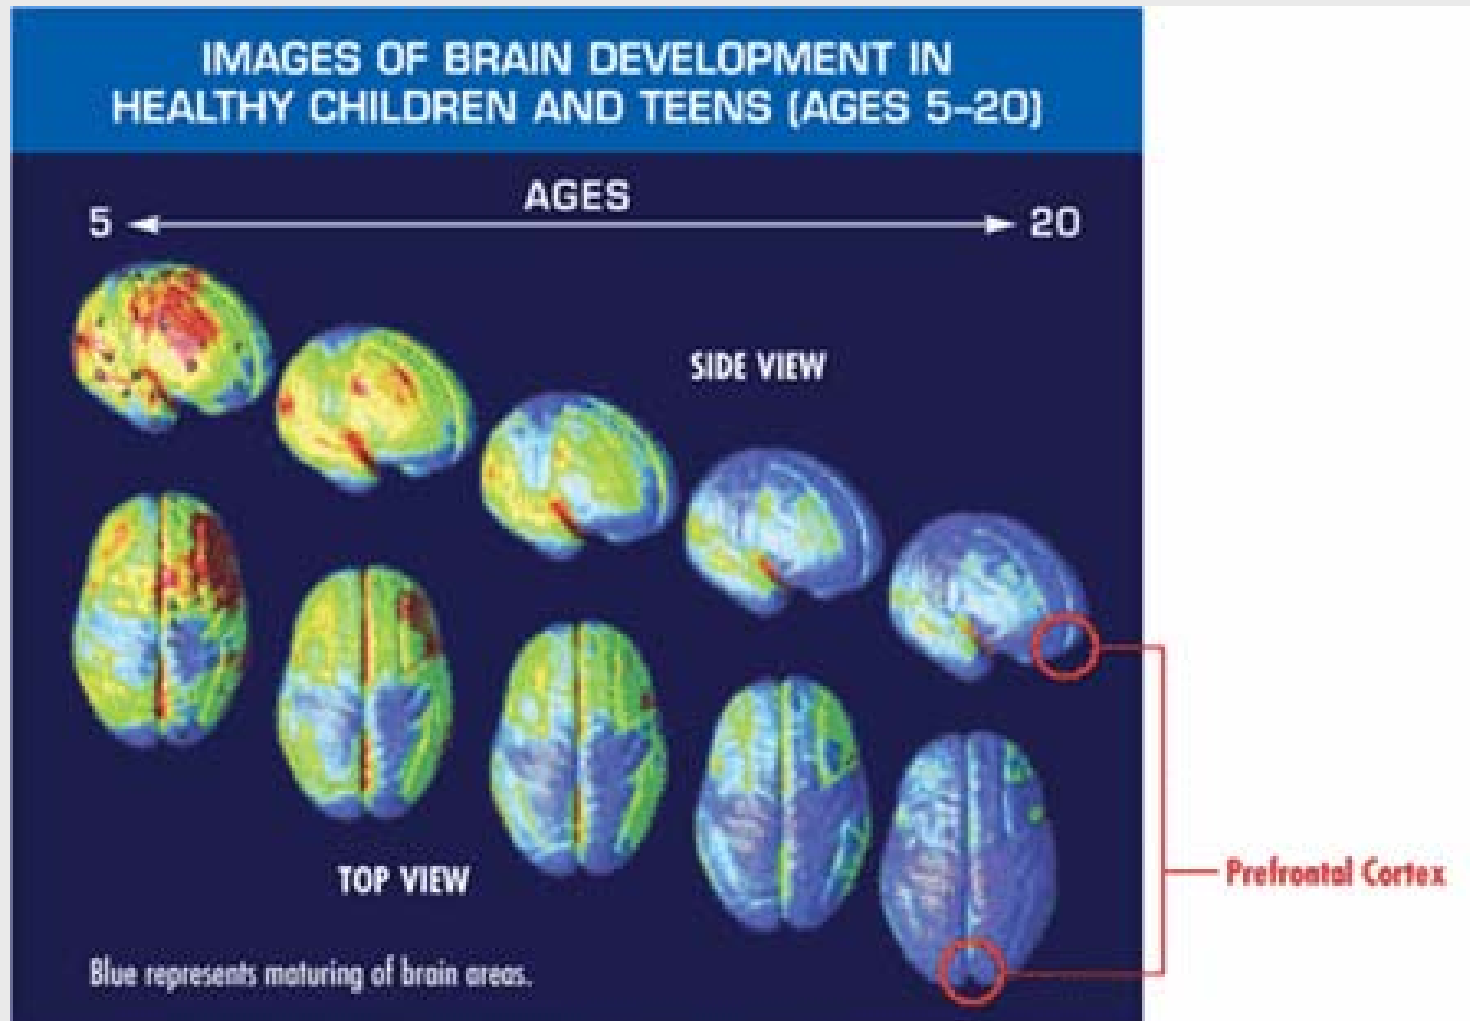 IMAGES OF BRAIN DEVELOPMENT IN
HEALTHY CHILDREN AND TEENS (AGES 5–20)
AGES
5
20
SIDE VIEW
TOP VIEW
Prefrontal Cortex
Blue represents maturing of brain areas.